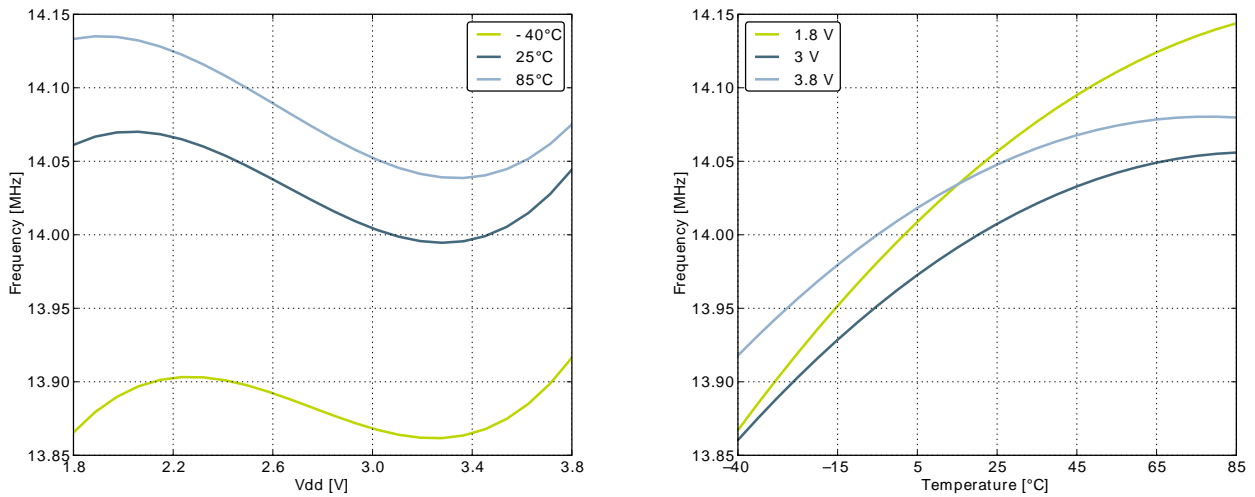 14.15
14.10
14.05
14.00
13.95
13.90
13.85
Frequency [MHz]
- 40°C
25°C
85°C
1.8
2.2
2.6
3.0
3.4
3.8
Vdd [V]
14.15
14.10
14.05
14.00
13.95
13.90
13.85
Frequency [MHz]
1.8 V
3 V
3.8 V
–40
–15
5
25
45
65
85
Temperature [°C]